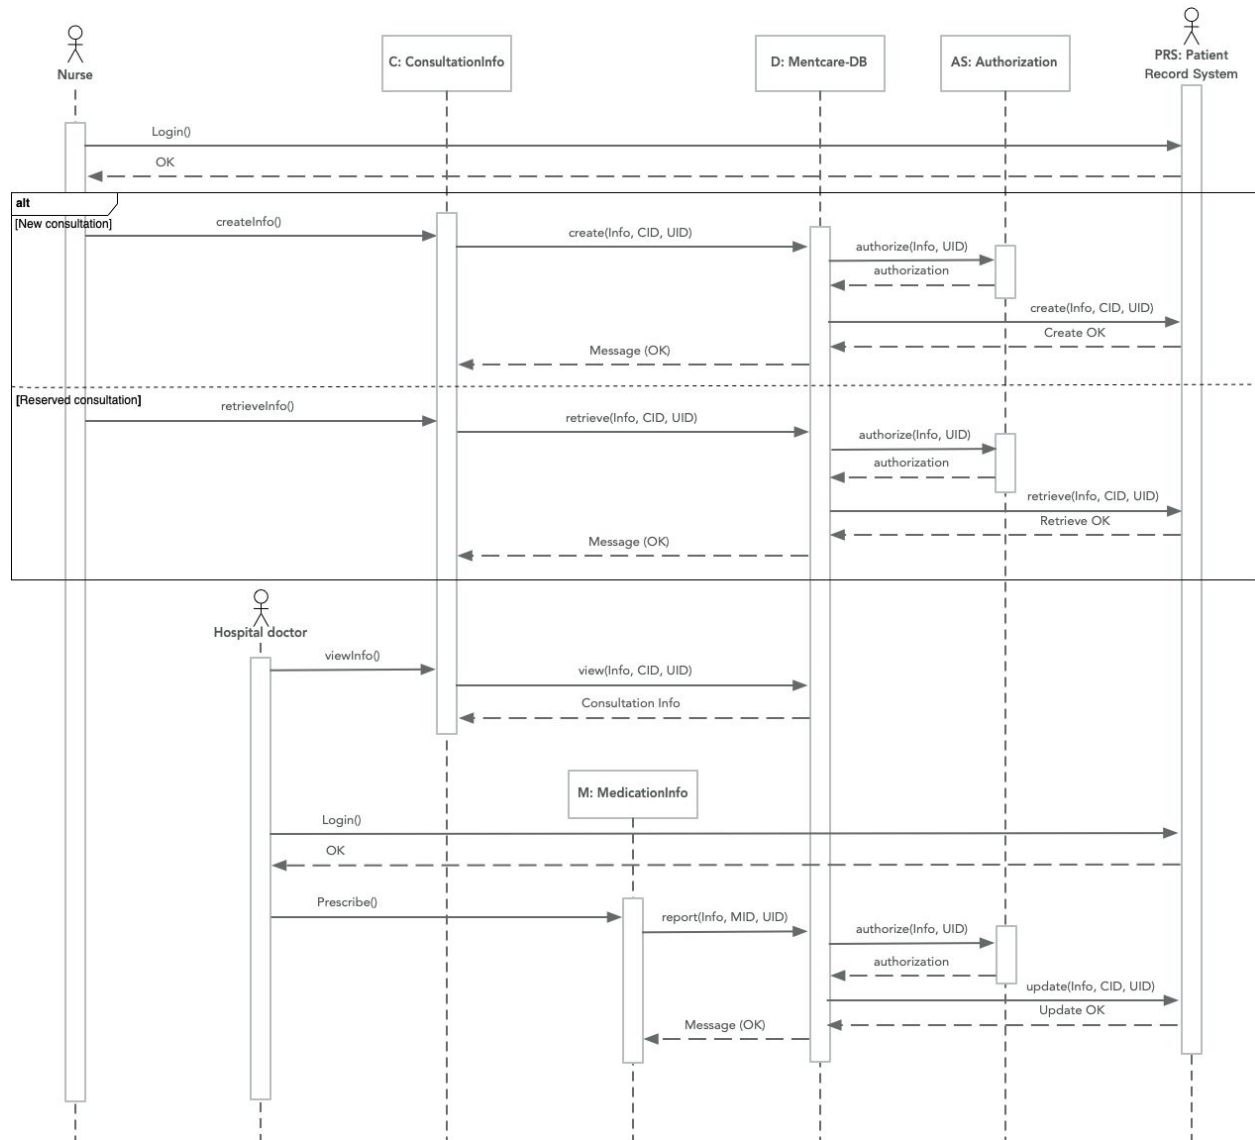 Nurse
C: ConsultationInfo
D: Mentcare-DB
AS: Authorization
PRS: Patient
Record System
Login()
OK
alt
[New consultation]
createInfo()
create(Info, CID, UID)
authorize(Info, UID)
authorization
create(Info, CID, UID)
Create OK
Message (OK)
[Reserved consultation]
retrieveInfo()
retrieve(Info, CID, UID)
authorize(Info, UID)
authorization
retrieve(Info, CID, UID)
Retrieve OK
Message (OK)
Hospital doctor
viewInfo()
view(Info, CID, UID)
Consultation Info
M: MedicationInfo
Login()
OK
Prescribe()
report(Info, MID, UID)
authorize(Info, UID)
authorization
update(Info, CID, UID)
Update OK
Message (OK)